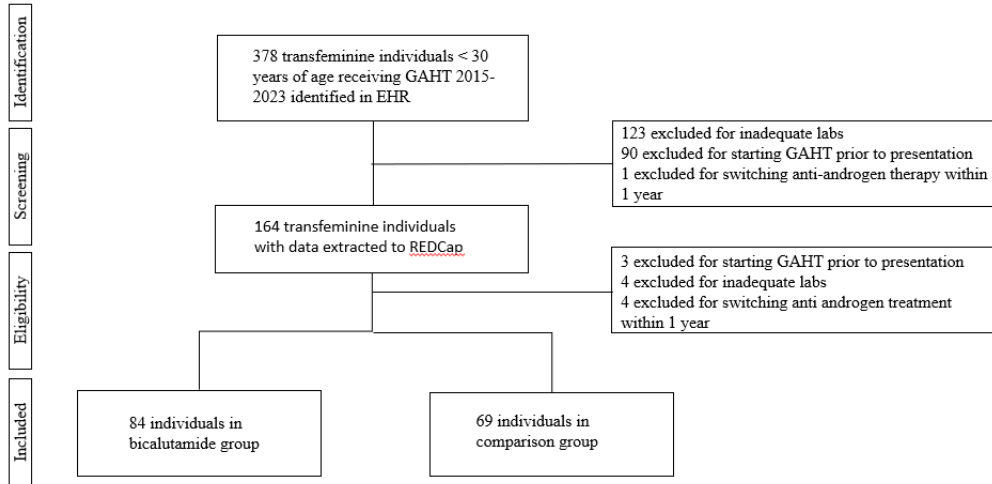 Identification
378 transfeminine individuals < 30
years of age receiving GAHT 2015-
2023 identified in EHR
Screening
123 excluded for inadequate labs
90 excluded for starting GAHT prior to presentation
1 excluded for switching anti-androgen therapy within
1 year
164 transfeminine individuals
with data extracted to REDCap
Eligibility
3 excluded for starting GAHT prior to presentation
4 excluded for inadequate labs
4 excluded for switching anti androgen treatment
within 1 year
Included
84 individuals in
bicalutamide group
69 individuals in
comparison group